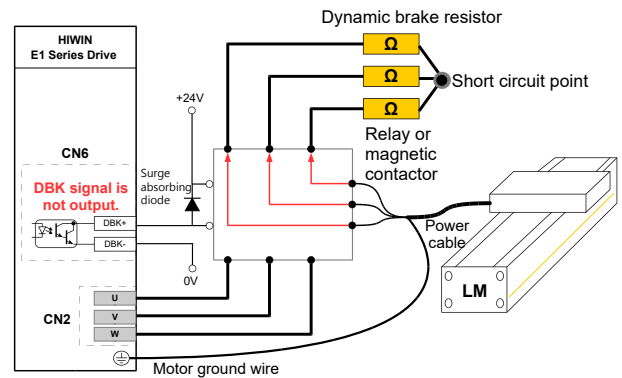 Dynamic brake resistor
HIWIN
E1 Series Drive
Ω
Ω
Short circuit point
Ω
+24V
Relay or
magnetic
contactor
CN6
Surge
absorbing
diode
DBK signal is
not output.
DBK+
DBK-
Power
cable
0V
CN2
U
V
W
LM
Motor ground wire